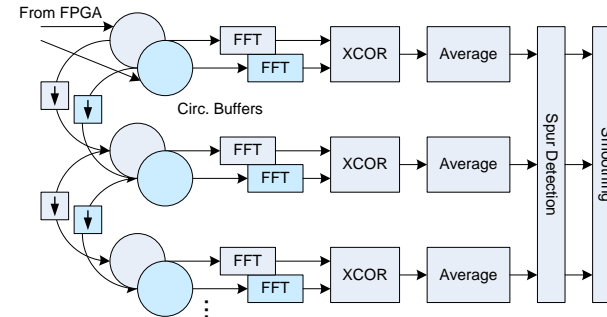 From FPGA
FFT
FFT
XCOR
Average
Circ. Buffers
FFT
FFT
XCOR
Average
FFT
FFT
XCOR
Average
Spur Detection
Smoothing